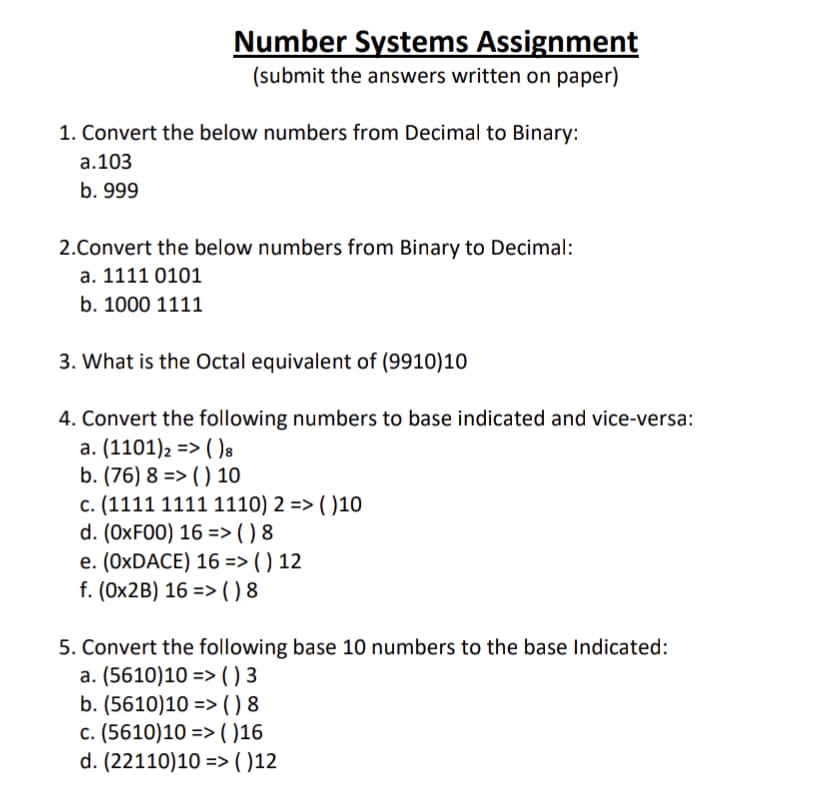 Number Systems Assignment
(submit the answers written on paper)
1. Convert the below numbers from Decimal to Binary:
a.103
b. 999
2.Convert the below numbers from Binary to Decimal:
a. 1111 0101
b. 1000 1111
3. What is the Octal equivalent of (9910)10
4. Convert the following numbers to base indicated and vice-versa:
a. (1101)₂ => ( )₈
b. (76) 8 => ( ) 10
c. (1111 1111 1110) 2 => ( )10
d. (0xF00) 16 => ( ) 8
e. (0xDACE) 16 => ( ) 12
f. (0x2B) 16 => ( ) 8
5. Convert the following base 10 numbers to the base Indicated:
a. (5610)10 => ( ) 3
b. (5610)10 => ( ) 8
c. (5610)10 => ( )16
d. (22110)10 => ( )12